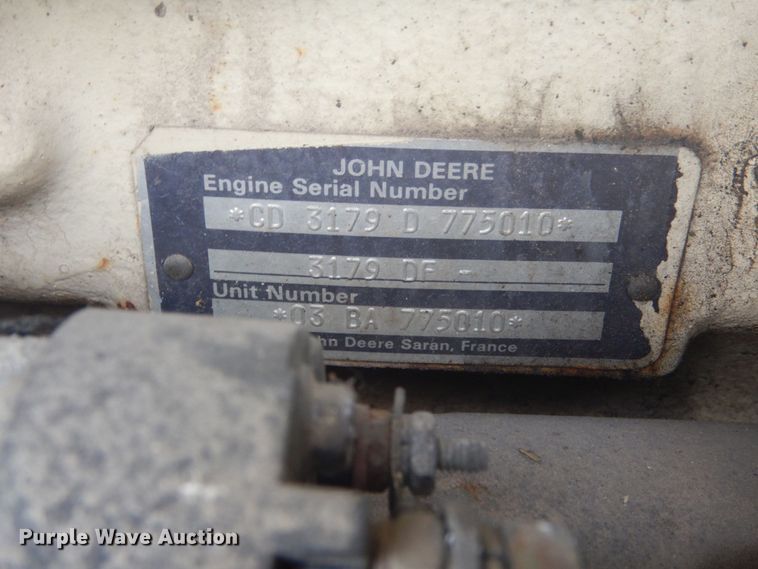 JOHN DEERE
Engine Serial Number
*CD 3179 D 775010*
3179 DF -
Unit Number
*03 BA 775010*
hn Deere Saran, France
Purple Wave Auction